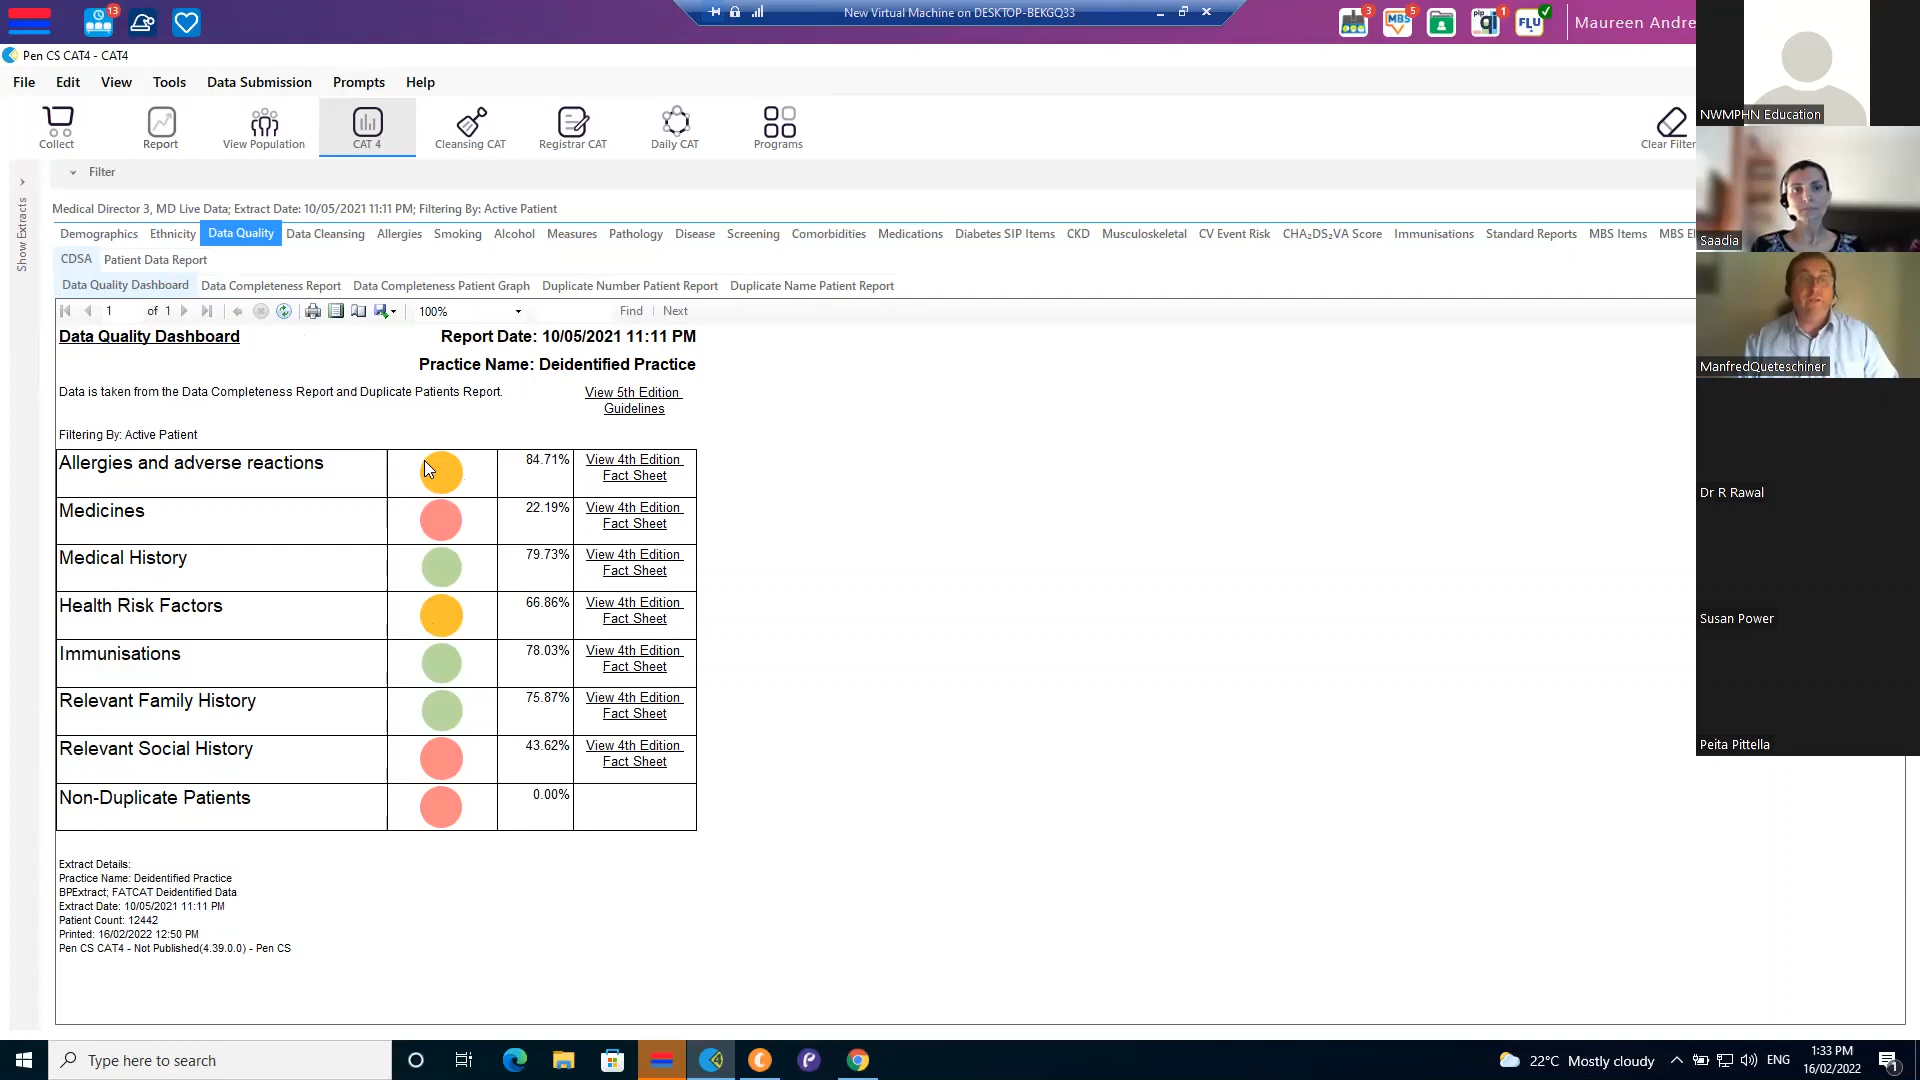 13
New Virtual Machine on DESKTOP-BEKGQ33
3
MBS 5
pip qi 1
FLU
Maureen Andre
Pen CS CAT4 - CAT4
File Edit View Tools Data Submission Prompts Help
Collect
Report
View Population
CAT 4
Cleansing CAT
Registrar CAT
Daily CAT
Programs
Clear Filter
NWMPHN Education
Filter
Show Extracts
Medical Director 3, MD Live Data; Extract Date: 10/05/2021 11:11 PM; Filtering By: Active Patient
Demographics Ethnicity Data Quality Data Cleansing Allergies Smoking Alcohol Measures Pathology Disease Screening Comorbidities Medications Diabetes SIP Items CKD Musculoskeletal CV Event Risk CHA₂DS₂VA Score Immunisations Standard Reports MBS Items MBS El
Saadia
CDSA Patient Data Report
Data Quality Dashboard Data Completeness Report Data Completeness Patient Graph Duplicate Number Patient Report Duplicate Name Patient Report
1 of 1 100% Find Next
Data Quality Dashboard Report Date: 10/05/2021 11:11 PM
Practice Name: Deidentified Practice
ManfredQueteschiner
Data is taken from the Data Completeness Report and Duplicate Patients Report. View 5th Edition
Guidelines
Filtering By: Active Patient
Allergies and adverse reactions 84.71% View 4th Edition
Fact Sheet
Medicines 22.19% View 4th Edition
Fact Sheet
Medical History 79.73% View 4th Edition
Fact Sheet
Health Risk Factors 66.86% View 4th Edition
Fact Sheet
Immunisations 78.03% View 4th Edition
Fact Sheet
Relevant Family History 75.87% View 4th Edition
Fact Sheet
Relevant Social History 43.62% View 4th Edition
Fact Sheet
Non-Duplicate Patients 0.00%
Dr R Rawal
Susan Power
Peita Pittella
Extract Details:
Practice Name: Deidentified Practice
BPExtract; FATCAT Deidentified Data
Extract Date: 10/05/2021 11:11 PM
Patient Count: 12442
Printed: 16/02/2022 12:50 PM
Pen CS CAT4 - Not Published(4.39.0.0) - Pen CS
Type here to search
22°C Mostly cloudy
ENG
1:33 PM
16/02/2022
1